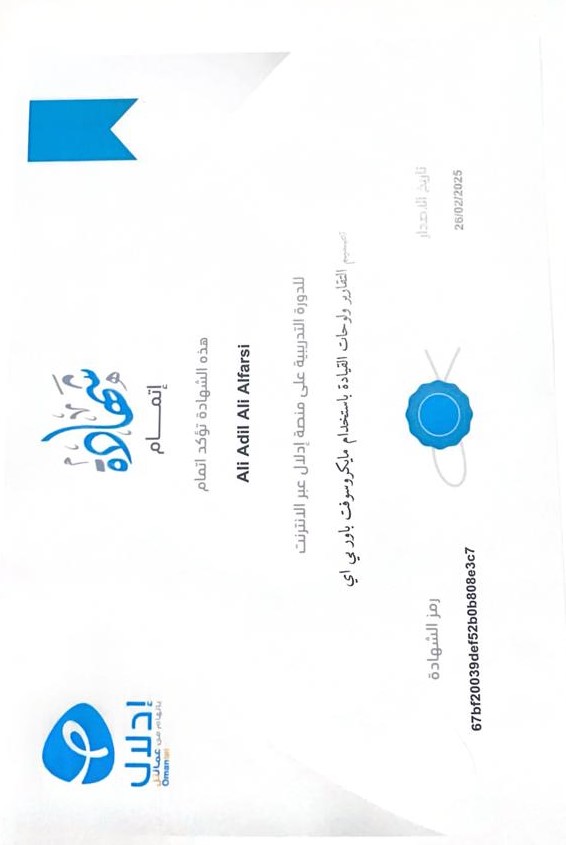 إدلال
بإلهام من عمانتل
Omantel
شهادة
إتمـــــام
هذه الشهادة تؤكد اتمام
Ali Adil Ali Alfarsi
للدورة التدريبية على منصة إدلال عبر الانترنت
تصميم التقارير ولوحات القيادة باستخدام مايكروسوفت باور بي اي
تاريخ الاصدار
26/02/2025
رمز الشهادة
67bf20039def52b0b808e3c7